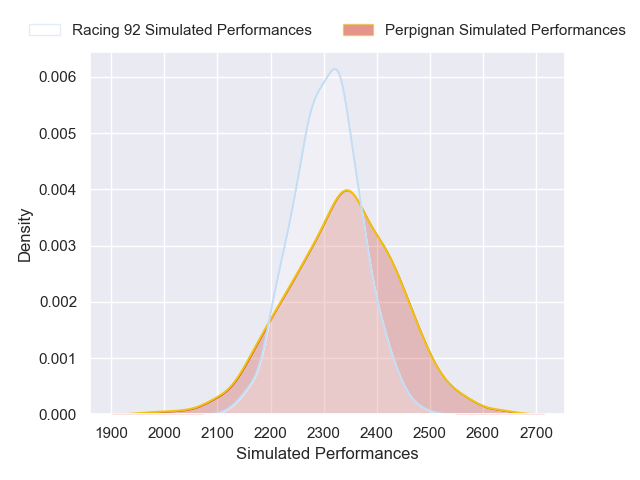 Racing 92 Simulated Performances Perpignan Simulated Performances
0.006
0.005
0.004
0.003
0.002
0.001
0.000
Density
1900 2000 2100 2200 2300 2400 2500 2600 2700
Simulated Performances